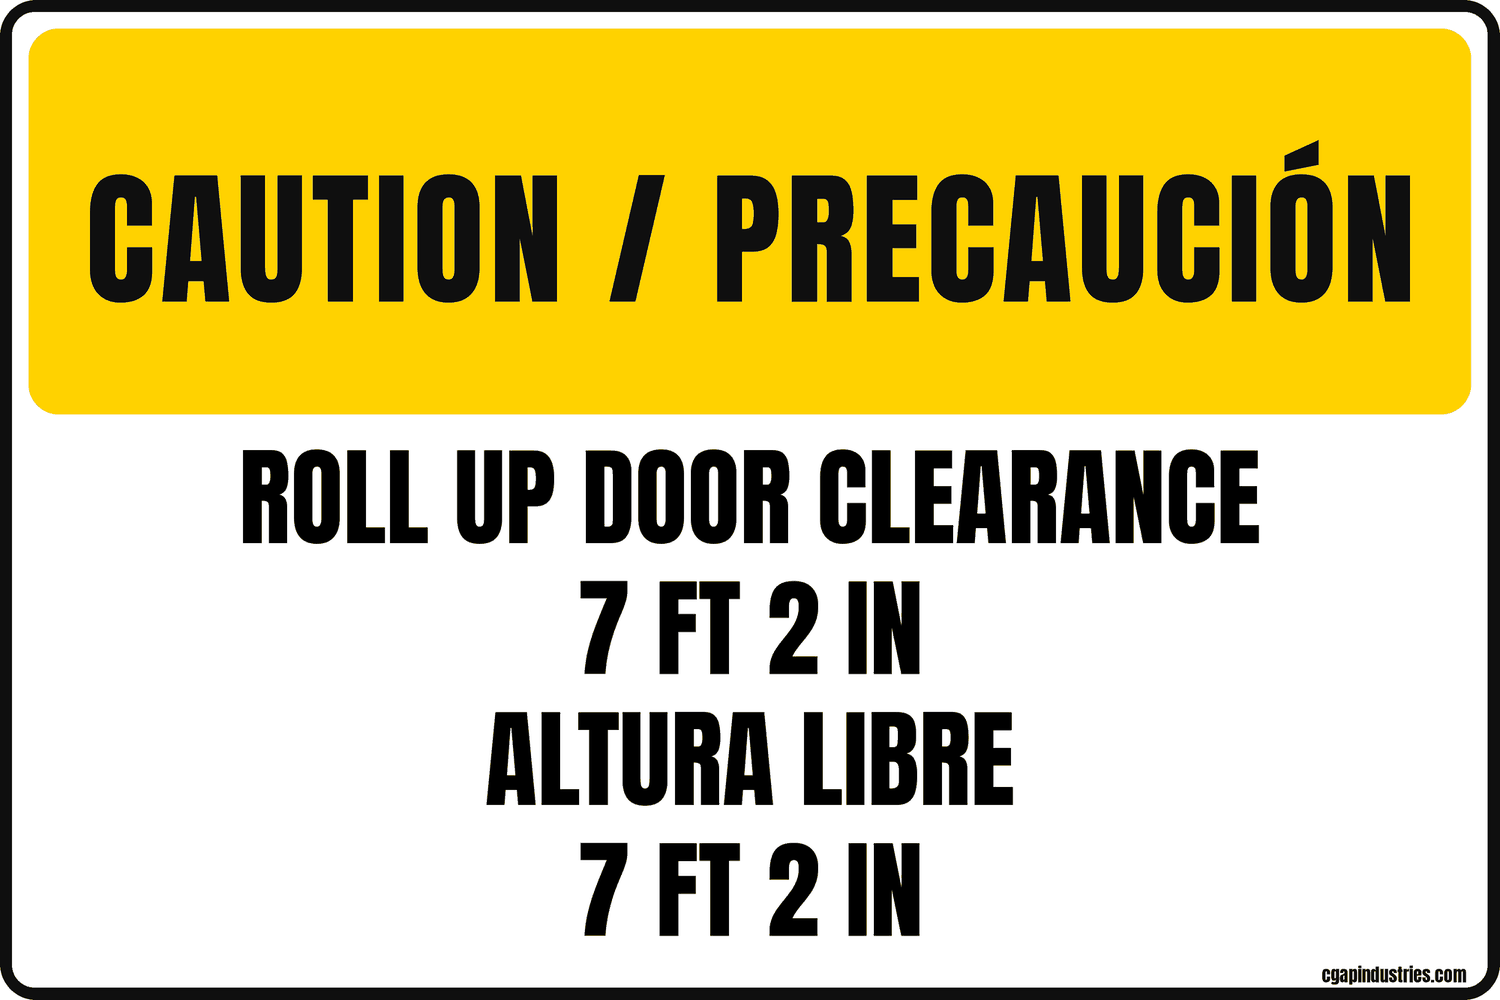 CAUTION / PRECAUCIÓN
ROLL UP DOOR CLEARANCE
7 FT 2 IN
ALTURA LIBRE
7 FT 2 IN
cgapindustries.com